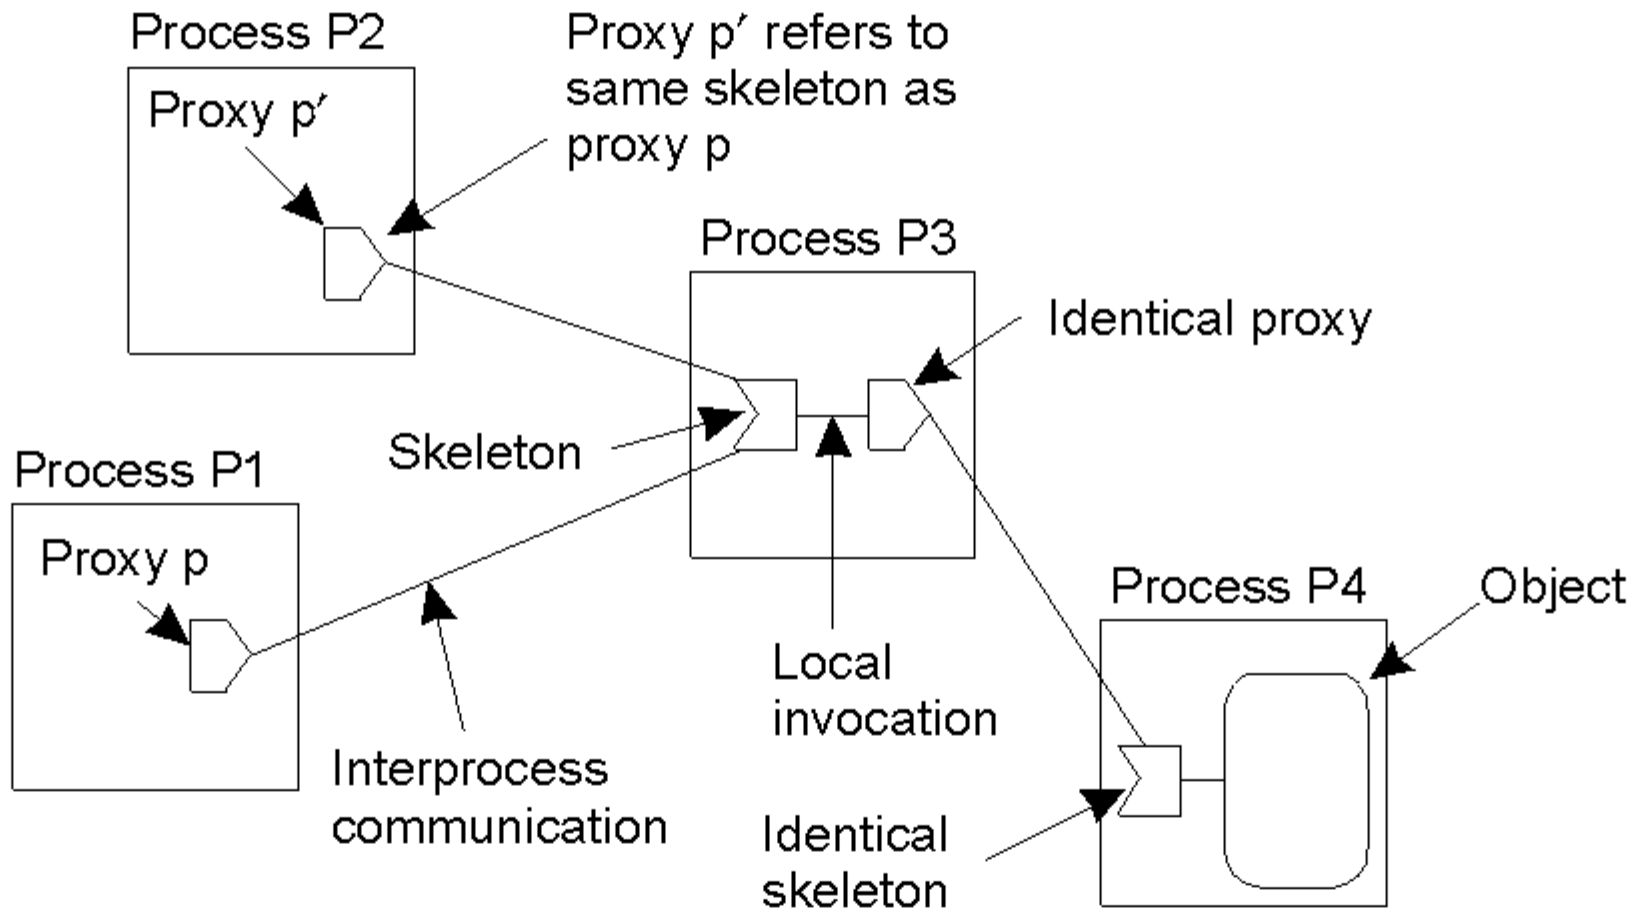 Process P2
Proxy p′
Proxy p′ refers to
same skeleton as
proxy p
Process P3
Identical proxy
Skeleton
Process P1
Proxy p
Interprocess
communication
Local
invocation
Process P4
Object
Identical
skeleton